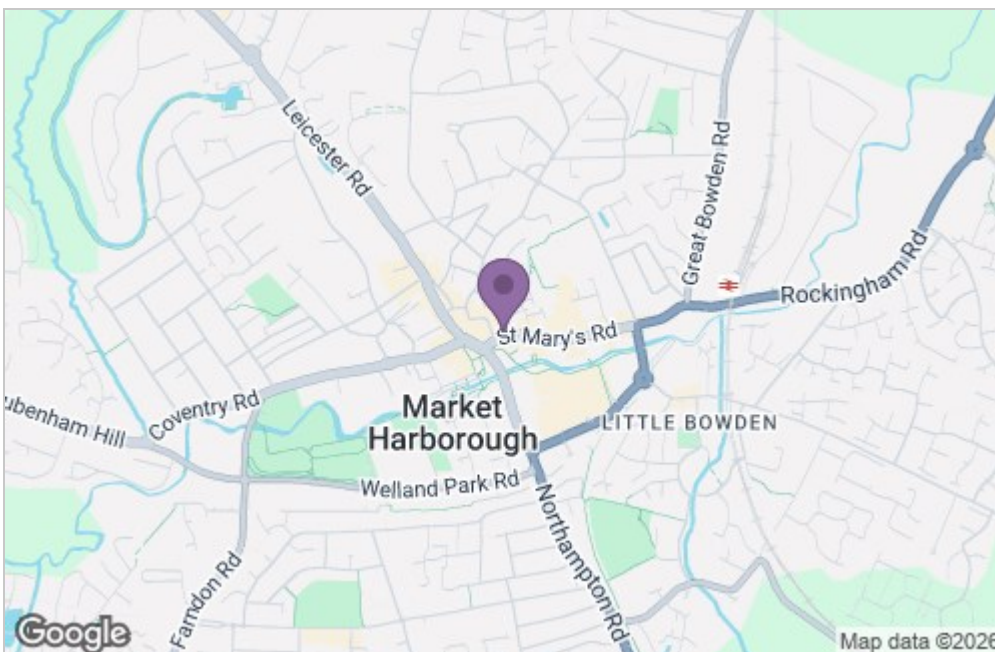 Leicester Rd
Great Bowden Rd
Rockingham Rd
St Mary's Rd
Coventry Rd
ubenham Hill
Market
Harborough
LITTLE BOWDEN
Welland Park Rd
Northampton Rd
Farndon Rd
Google
Map data ©2026